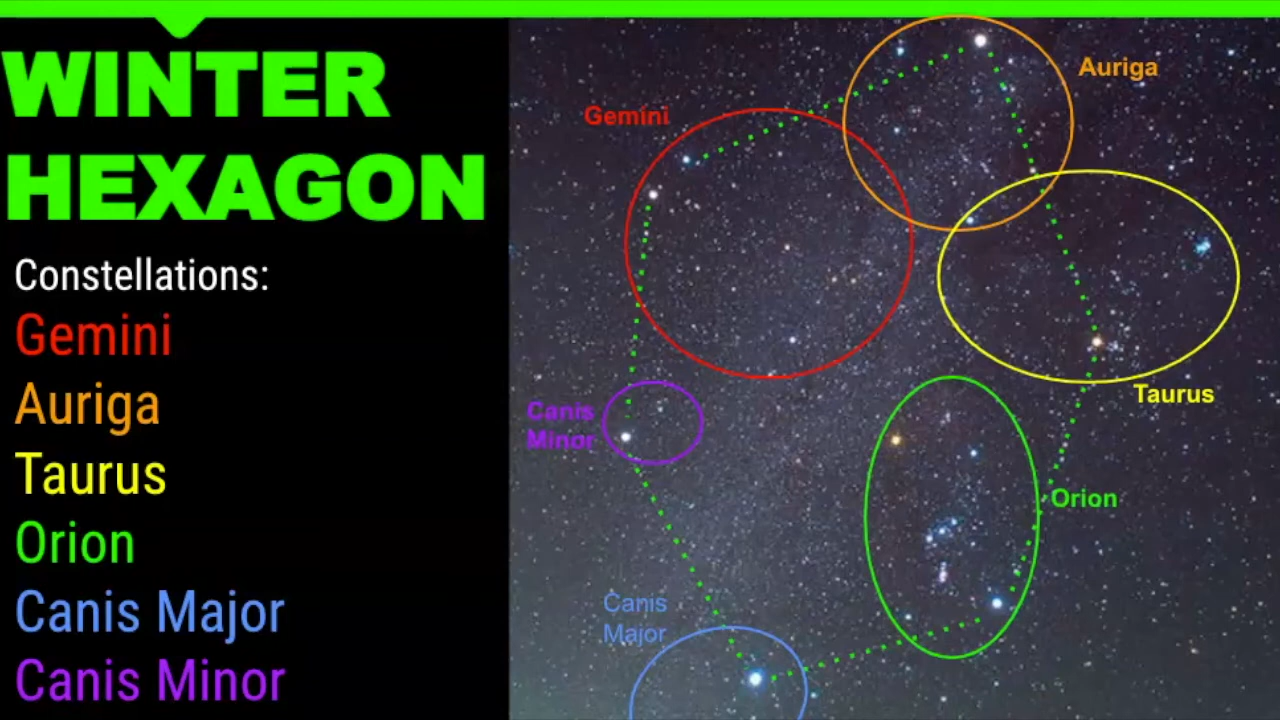 WINTER
HEXAGON
Constellations:
Gemini
Auriga
Taurus
Orion
Canis Major
Canis Minor
Auriga
Gemini
Taurus
Canis
Minor
Orion
Canis
Major